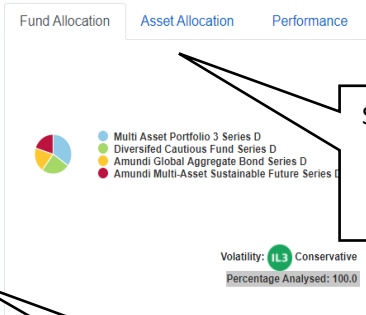 Fund Allocation Asset Allocation Performance
S
Multi Asset Portfolio 3 Series D
Diversifed Cautious Fund Series D
Amundi Global Aggregate Bond Series D
Amundi Multi-Asset Sustainable Future Series D
Volatility: IL3 Conservative
Percentage Analysed: 100.0